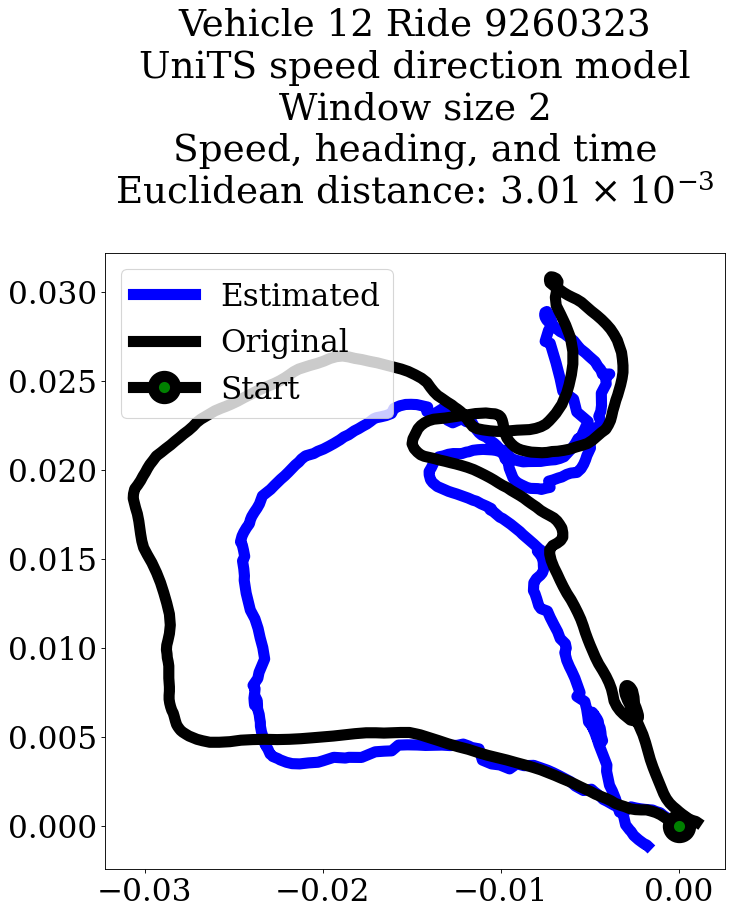 Vehicle 12 Ride 9260323
UniTS speed direction model
Window size 2
Speed, heading, and time
Euclidean distance: 3.01 × 10⁻³
Estimated
Original
Start
0.030
0.025
0.020
0.015
0.010
0.005
0.000
−0.03 −0.02 −0.01 0.00